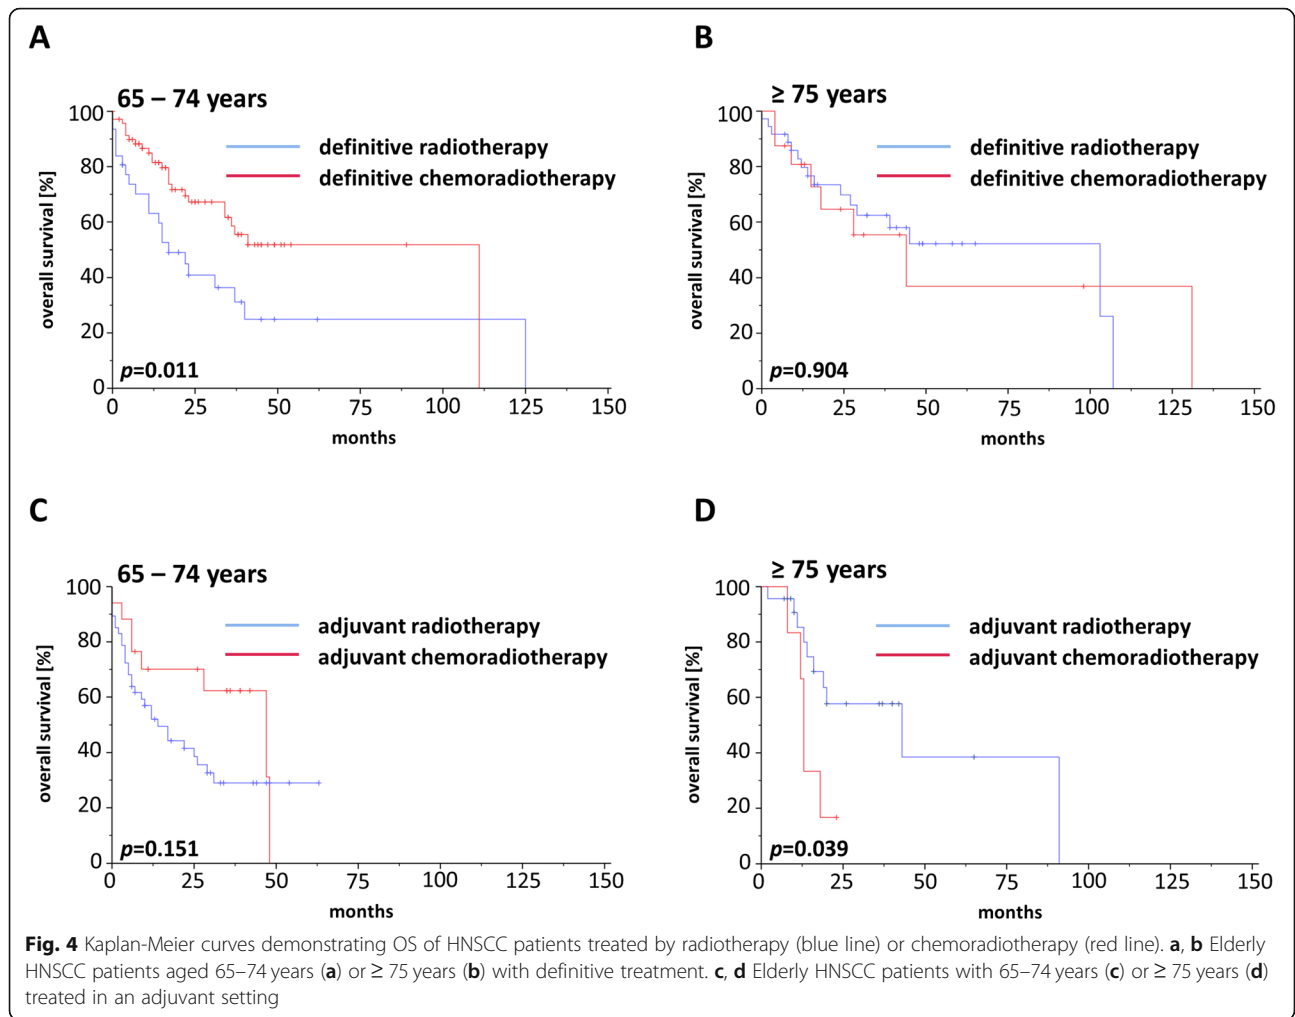 A
65 – 74 years
definitive radiotherapy
definitive chemoradiotherapy
overall survival [%]
100
80
60
40
20
0
p=0.011
0 25 50 75 100 125 150
months
B
≥ 75 years
definitive radiotherapy
definitive chemoradiotherapy
overall survival [%]
100
80
60
40
20
0
p=0.904
0 25 50 75 100 125 150
months
C
65 – 74 years
adjuvant radiotherapy
adjuvant chemoradiotherapy
overall survival [%]
100
80
60
40
20
0
p=0.151
0 25 50 75 100 125 150
months
D
≥ 75 years
adjuvant radiotherapy
adjuvant chemoradiotherapy
overall survival [%]
100
80
60
40
20
0
p=0.039
0 25 50 75 100 125 150
months
Fig. 4 Kaplan-Meier curves demonstrating OS of HNSCC patients treated by radiotherapy (blue line) or chemoradiotherapy (red line). a, b Elderly
HNSCC patients aged 65–74 years (a) or ≥ 75 years (b) with definitive treatment. c, d Elderly HNSCC patients with 65–74 years (c) or ≥ 75 years (d)
treated in an adjuvant setting